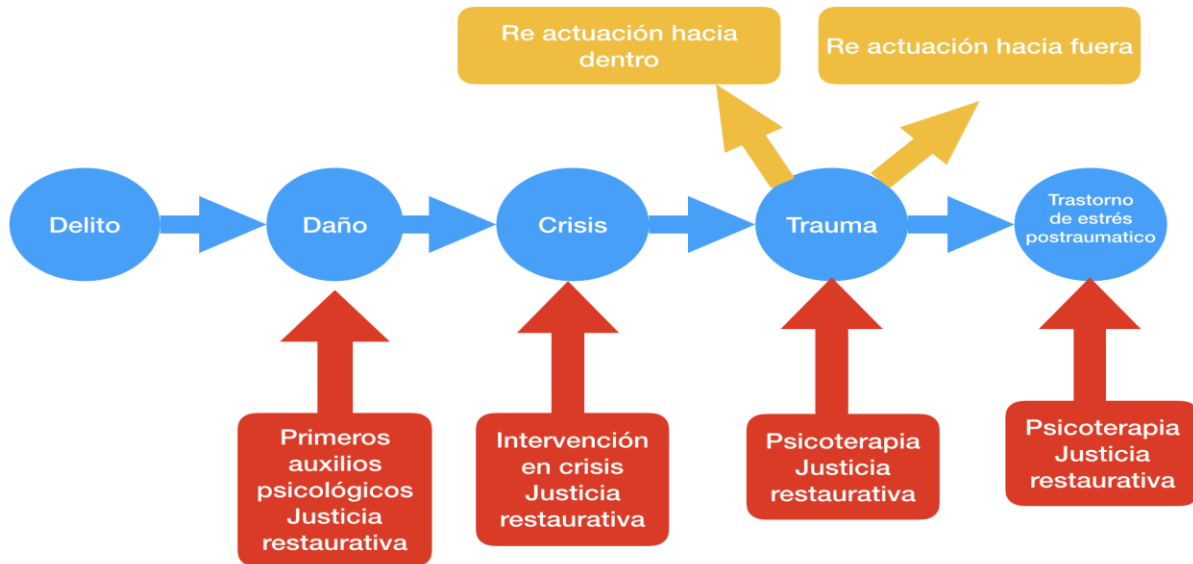 Re actuación hacia
dentro
Re actuación hacia fuera
Delito
Daño
Crisis
Trauma
Trastorno
de estrés
postraumatico
Primeros
auxilios
psicológicos
Justicia
restaurativa
Intervención
en crisis
Justicia
restaurativa
Psicoterapia
Justicia
restaurativa
Psicoterapia
Justicia
restaurativa